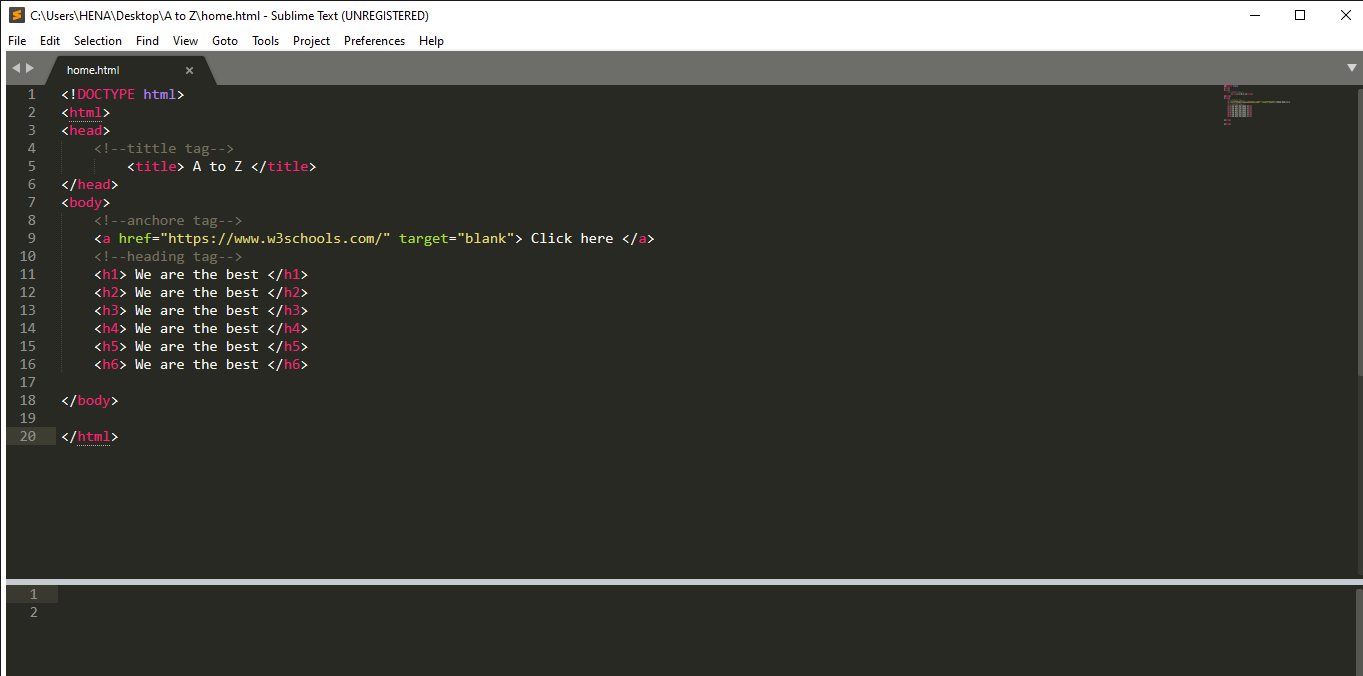 C:\Users\HENA\Desktop\A to Z\home.html - Sublime Text (UNREGISTERED)
File Edit Selection Find View Goto Tools Project Preferences Help
home.html
1 <!DOCTYPE html>
2 <html>
3 <head>
4 <!--tittle tag-->
5 <title> A to Z </title>
6 </head>
7 <body>
8 <!--anchore tag-->
9 <a href="https://www.w3schools.com/" target="blank"> Click here </a>
10 <!--heading tag-->
11 <h1> We are the best </h1>
12 <h2> We are the best </h2>
13 <h3> We are the best </h3>
14 <h4> We are the best </h4>
15 <h5> We are the best </h5>
16 <h6> We are the best </h6>
17
18 </body>
19
20 </html>
1
2